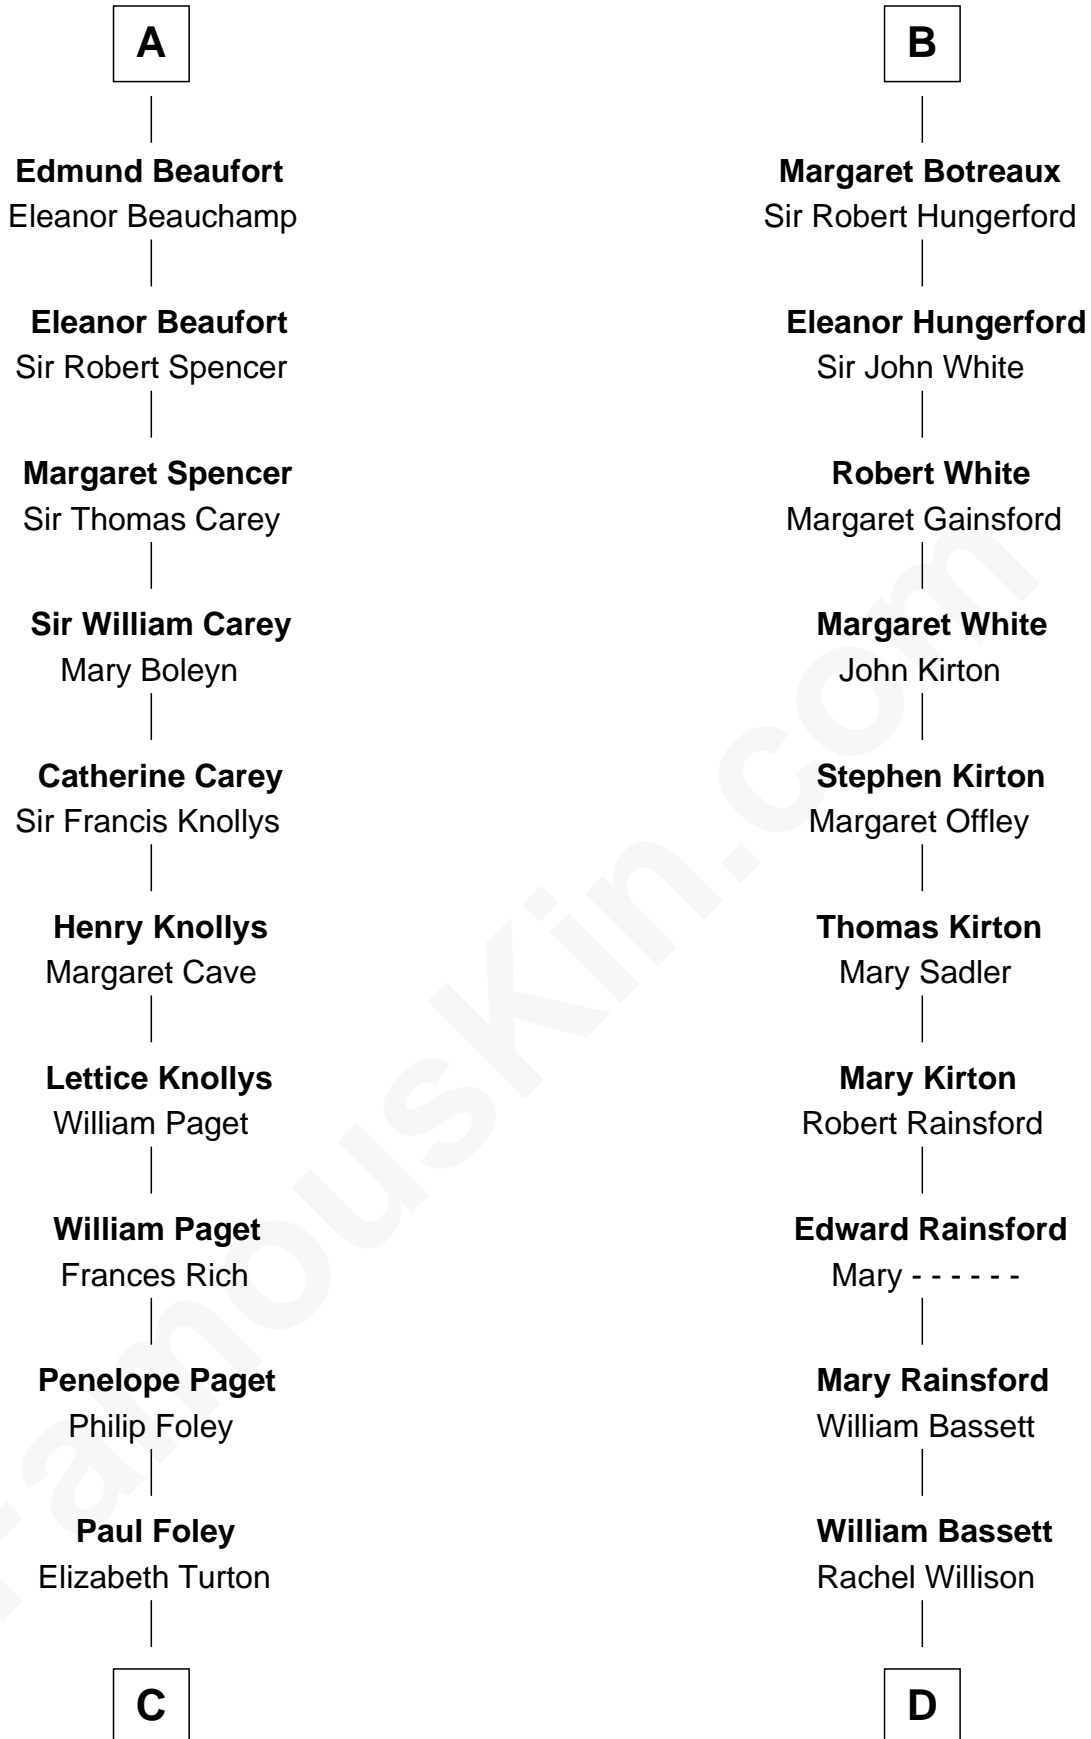 A
Edmund Beaufort
Eleanor Beauchamp
Eleanor Beaufort
Sir Robert Spencer
Margaret Spencer
Sir Thomas Carey
Sir William Carey
Mary Boleyn
Catherine Carey
Sir Francis Knollys
Henry Knollys
Margaret Cave
Lettice Knollys
William Paget
William Paget
Frances Rich
Penelope Paget
Philip Foley
Paul Foley
Elizabeth Turton
C
B
Margaret Botreaux
Sir Robert Hungerford
Eleanor Hungerford
Sir John White
Robert White
Margaret Gainsford
Margaret White
John Kirton
Stephen Kirton
Margaret Offley
Thomas Kirton
Mary Sadler
Mary Kirton
Robert Rainsford
Edward Rainsford
Mary - - - - - -
Mary Rainsford
William Bassett
William Bassett
Rachel Willison
D
FamousKin.com